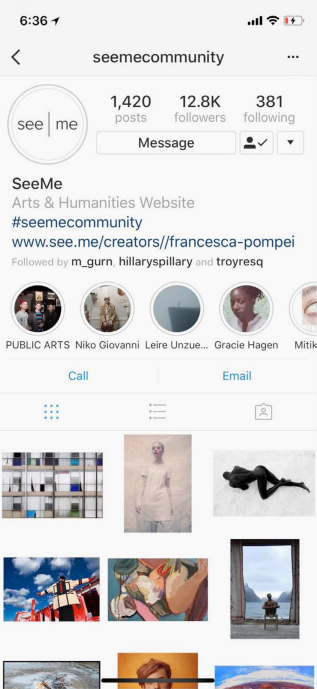 6:36
seemecommunity
see | me
1,420 12.8K 381
posts followers following
Message
SeeMe
Arts & Humanities Website
#seemecommunity
www.see.me/creators//francesca-pompei
Followed by m_gurn, hillaryspillary and troyresq
PUBLIC ARTS Niko Giovanni Leire Unzue... Gracie Hagen Mitik
Call Email